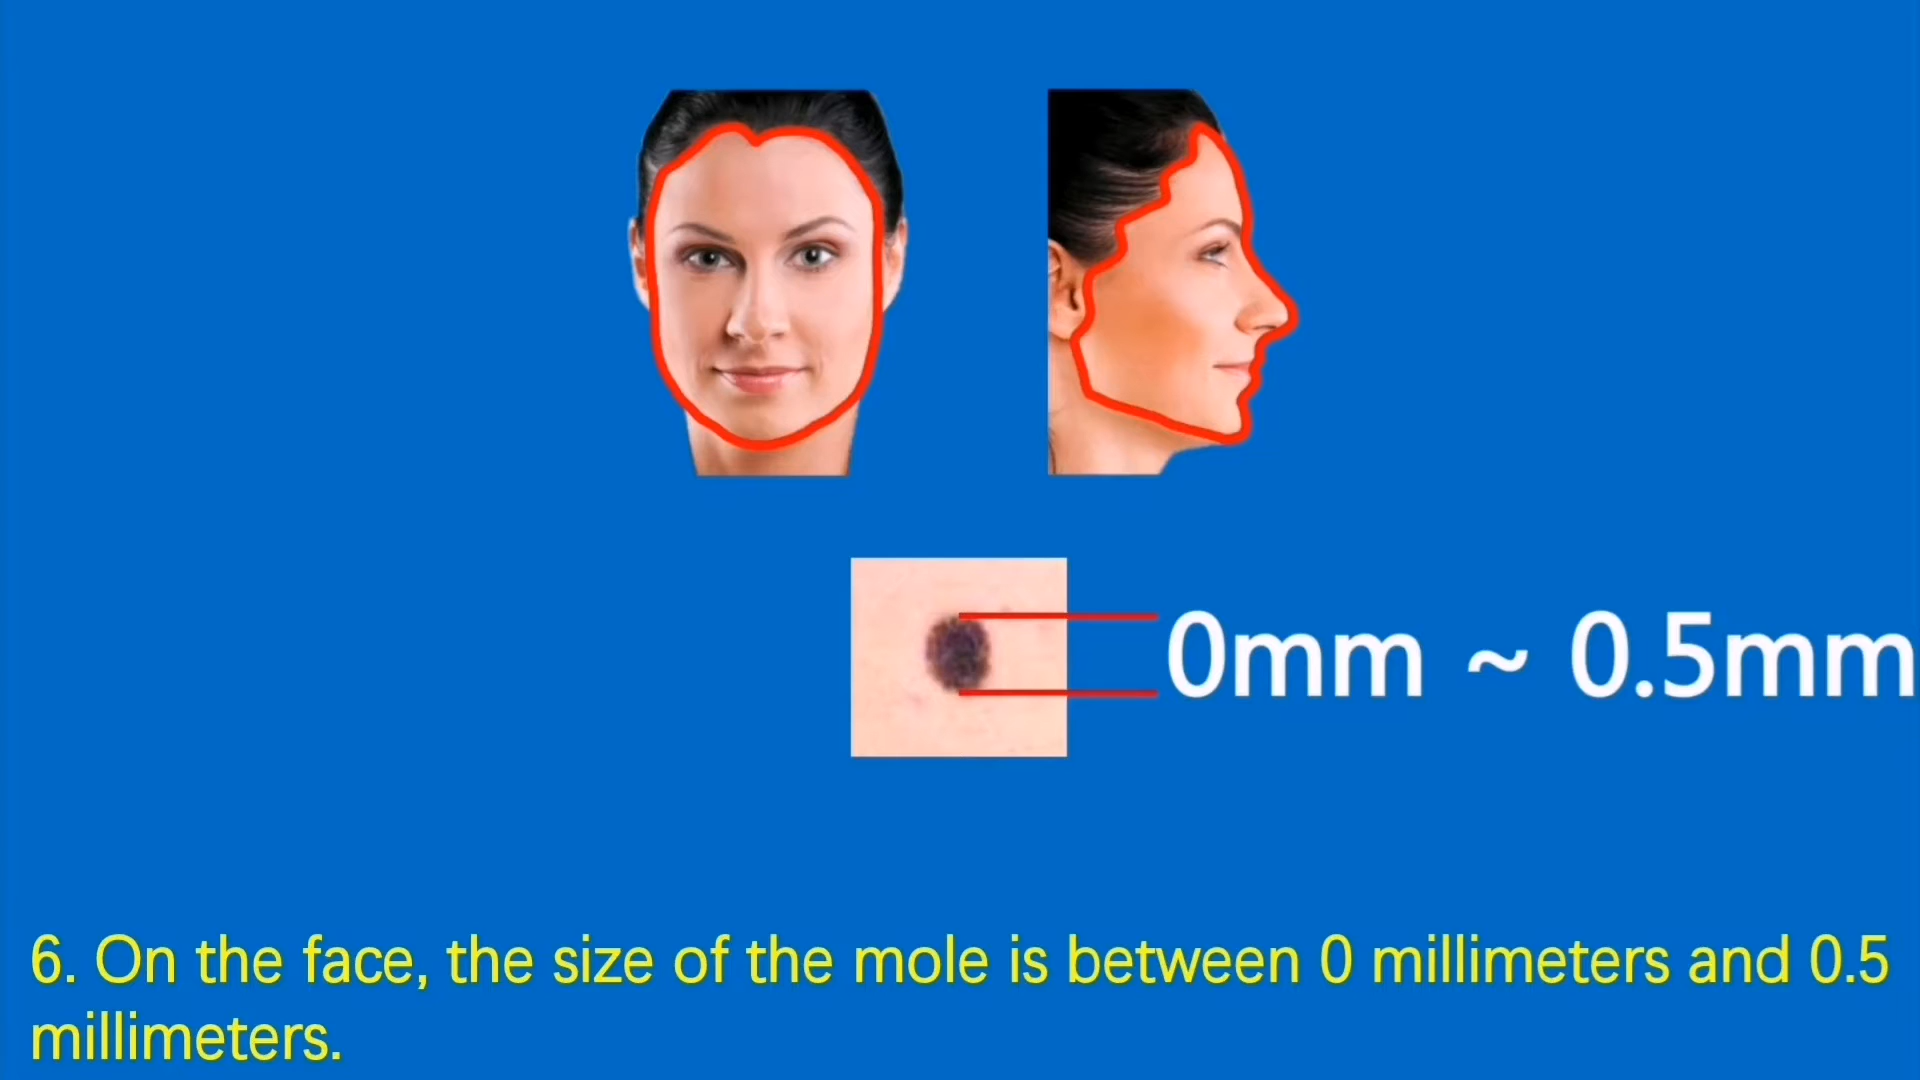 0mm ~ 0.5mm
6. On the face, the size of the mole is between 0 millimeters and 0.5
millimeters.